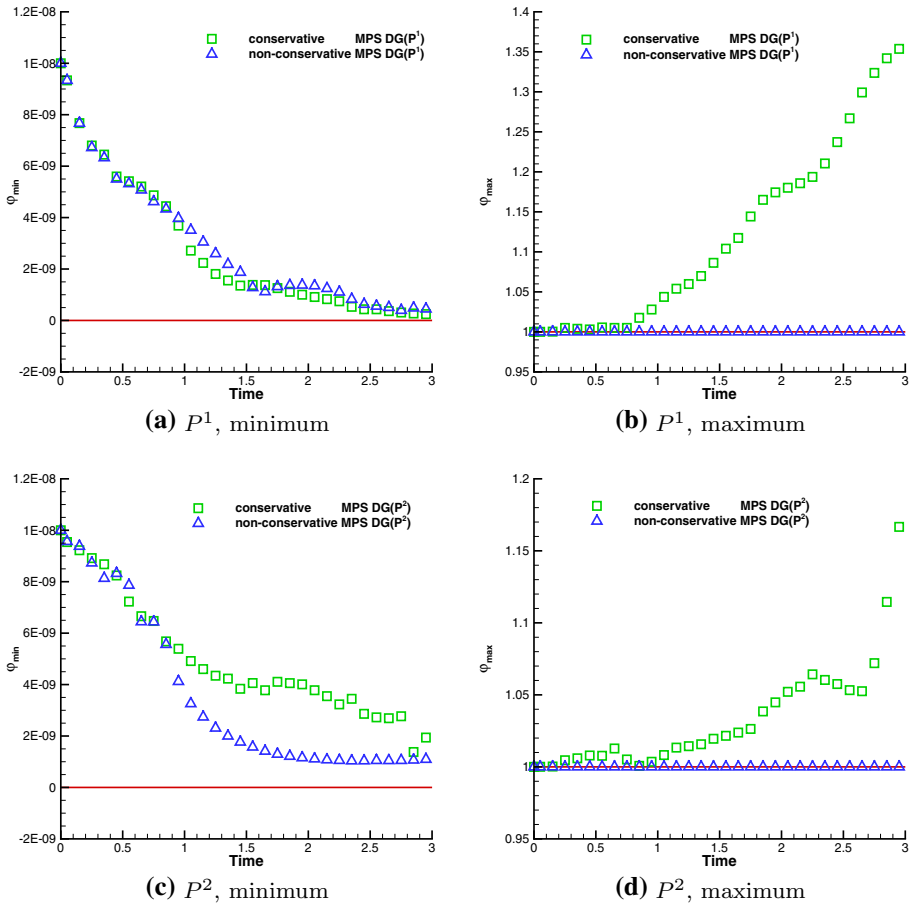 1.2E-08
1E-08
8E-09
6E-09
4E-09
2E-09
0
-2E-09
φmin
conservative MPS DG(P¹)
non-conservative MPS DG(P¹)
0 0.5 1 1.5 2 2.5 3
Time
(a) P¹, minimum
1.4
1.35
1.3
1.25
1.2
1.15
1.1
1.05
1
0.95
φmax
conservative MPS DG(P¹)
non-conservative MPS DG(P¹)
0 0.5 1 1.5 2 2.5 3
Time
(b) P¹, maximum
1.2E-08
1E-08
8E-09
6E-09
4E-09
2E-09
0
-2E-09
φmin
conservative MPS DG(P²)
non-conservative MPS DG(P²)
0 0.5 1 1.5 2 2.5 3
Time
(c) P², minimum
1.2
1.15
1.1
1.05
1
0.95
φmax
conservative MPS DG(P²)
non-conservative MPS DG(P²)
0 0.5 1 1.5 2 2.5 3
Time
(d) P², maximum